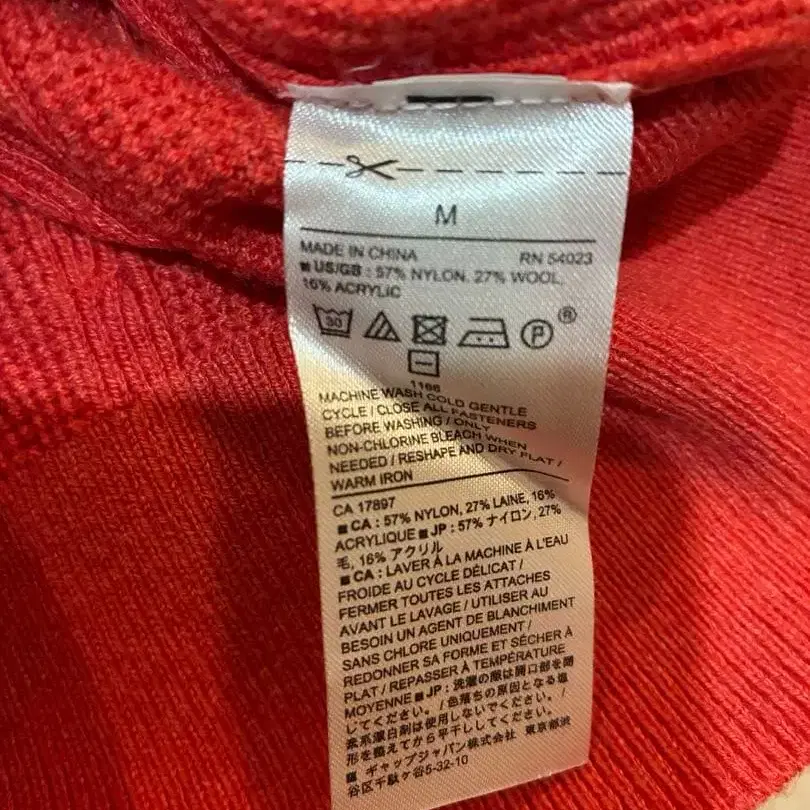 M
MADE IN CHINA RN 54023
■ US/GB : 57% NYLON, 27% WOOL,
16% ACRYLIC
30 P ®
1166
MACHINE WASH COLD GENTLE
CYCLE / CLOSE ALL FASTENERS
BEFORE WASHING / ONLY
NON-CHLORINE BLEACH WHEN
NEEDED / RESHAPE AND DRY FLAT /
WARM IRON
CA 17897
■ CA : 57% NYLON, 27% LAINE, 16%
ACRYLIQUE ■ JP : 57% ナイロン, 27%
毛, 16% アクリル
■ CA : LAVER À LA MACHINE À L'EAU
FROIDE AU CYCLE DÉLICAT /
FERMER TOUTES LES ATTACHES
AVANT LE LAVAGE / UTILISER AU
BESOIN UN AGENT DE BLANCHIMENT
SANS CHLORE UNIQUEMENT /
REDONNER SA FORME ET SÉCHER À
PLAT / REPASSER À TEMPÉRATURE
MOYENNE ■ JP : 洗濯の際は開口部を閉
じてください。/ 色落ちの原因となる塩
素系漂白剤は使用しないでください。/
形を整えてから平干ししてください。
ギャップジャパン株式会社 東京都渋
谷区千駄ケ谷5-32-10